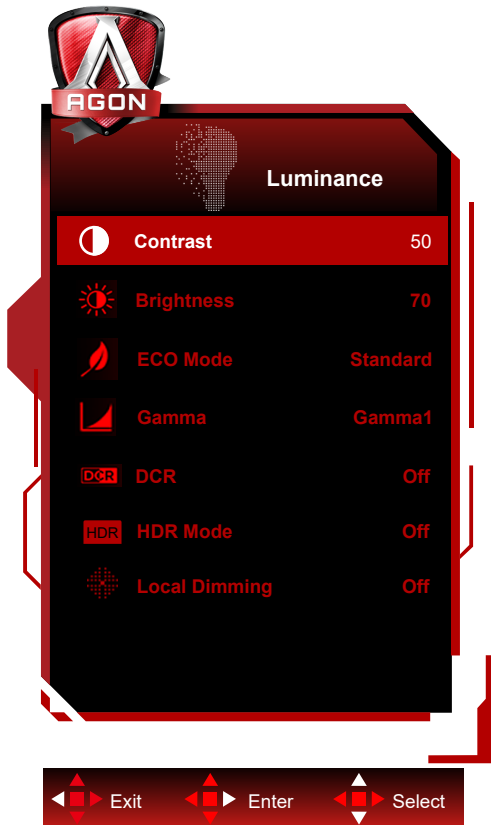 AGON
Luminance
Contrast 50
Brightness 70
ECO Mode Standard
Gamma Gamma1
DCR DCR Off
HDR HDR Mode Off
Local Dimming Off
Exit Enter Select